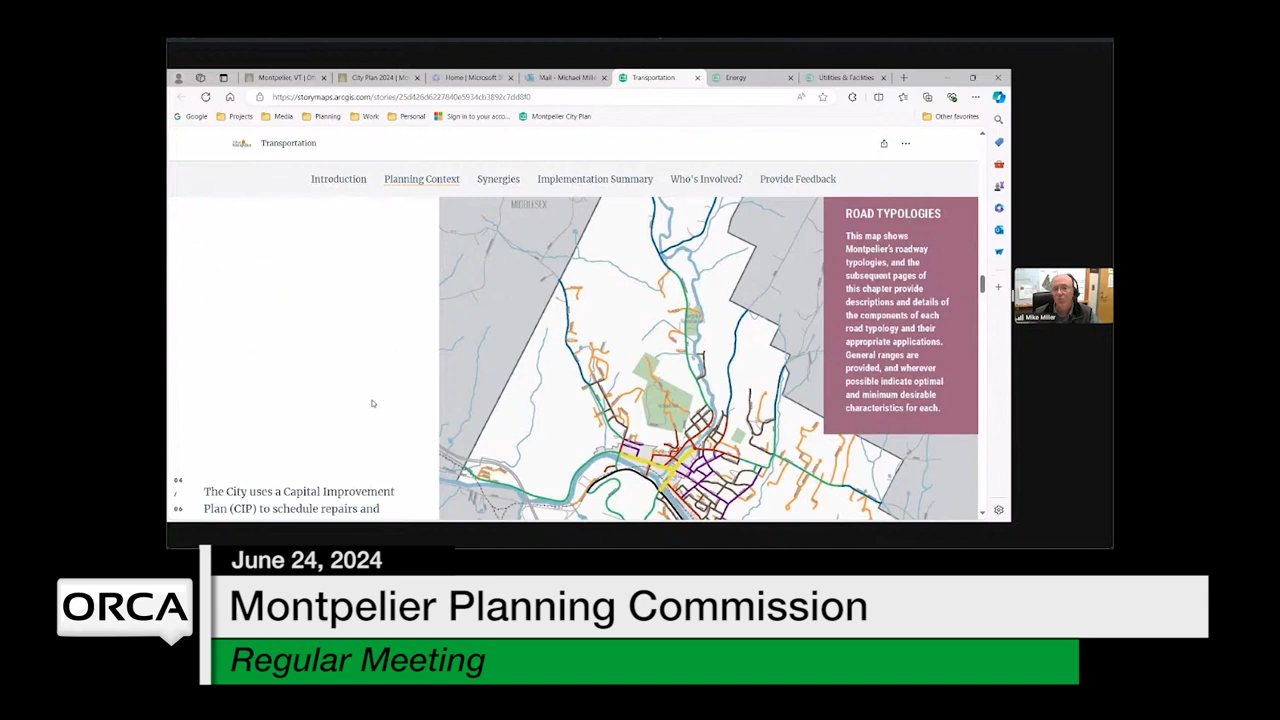 Montpelier, VT | Of
City Plan 2024 | Mo
Home | Microsoft
Mail - Michael Mill
Transportation
Energy
Utilities & Facilities
https://storymaps.arcgis.com/stories/25d426d6227840e5934cb3892c7dd8f0
Google
Projects
Media
Planning
Work
Personal
Sign in to your acco...
Montpelier City Plan
Other favorites
Transportation
Introduction
Planning Context
Synergies
Implementation Summary
Who's Involved?
Provide Feedback
MIDDLESEX
ROAD TYPOLOGIES
This map shows
Montpelier's roadway
typologies, and the
subsequent pages of
this chapter provide
descriptions and details of
the components of each
road typology and their
appropriate applications.
General ranges are
provided, and wherever
possible indicate optimal
and minimum desirable
characteristics for each.
Mike Miller
04
/
06
The City uses a Capital Improvement
Plan (CIP) to schedule repairs and
June 24, 2024
ORCA
Montpelier Planning Commission
Regular Meeting